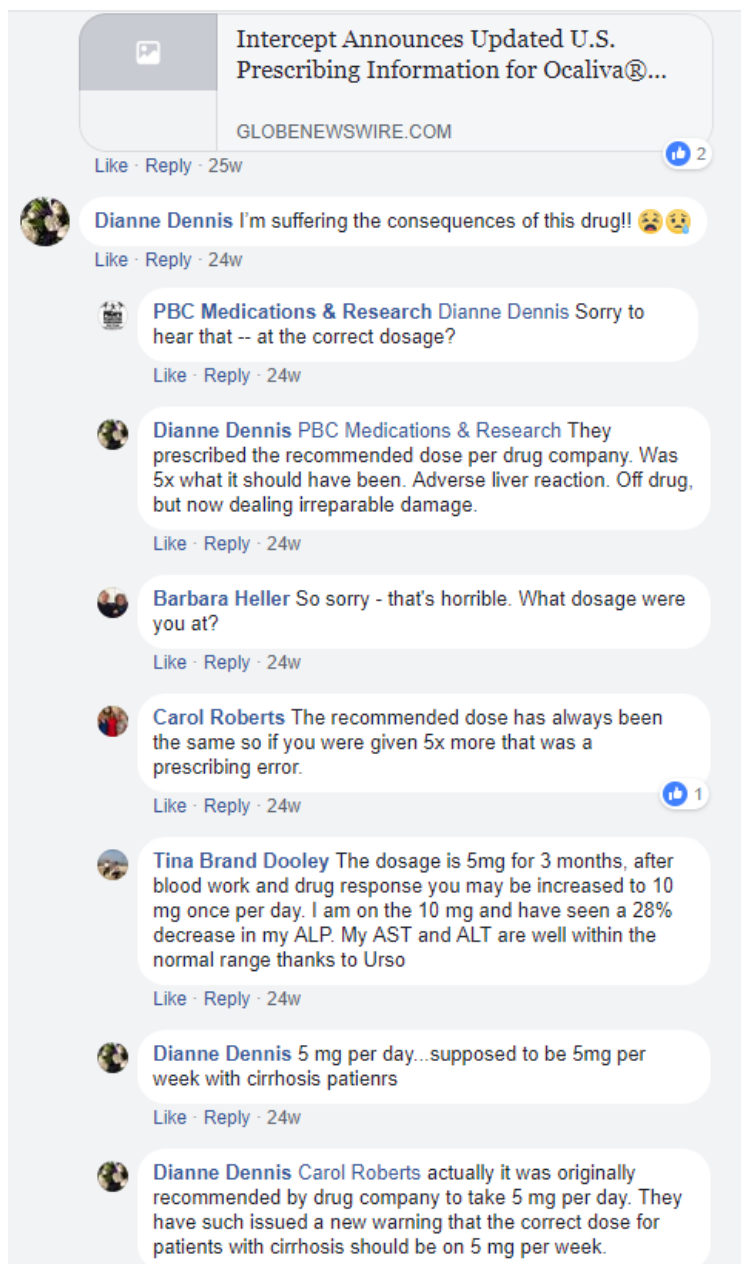 Intercept Announces Updated U.S.
Prescribing Information for Ocaliva®...
GLOBENEWSWIRE.COM
2
Like · Reply · 25w
Dianne Dennis I'm suffering the consequences of this drug!! 😫😢
Like · Reply · 24w
PBC Medications & Research Dianne Dennis Sorry to
hear that -- at the correct dosage?
Like · Reply · 24w
Dianne Dennis PBC Medications & Research They
prescribed the recommended dose per drug company. Was
5x what it should have been. Adverse liver reaction. Off drug,
but now dealing irreparable damage.
Like · Reply · 24w
Barbara Heller So sorry - that's horrible. What dosage were
you at?
Like · Reply · 24w
Carol Roberts The recommended dose has always been
the same so if you were given 5x more that was a
prescribing error.
1
Like · Reply · 24w
Tina Brand Dooley The dosage is 5mg for 3 months, after
blood work and drug response you may be increased to 10
mg once per day. I am on the 10 mg and have seen a 28%
decrease in my ALP. My AST and ALT are well within the
normal range thanks to Urso
Like · Reply · 24w
Dianne Dennis 5 mg per day...supposed to be 5mg per
week with cirrhosis patienrs
Like · Reply · 24w
Dianne Dennis Carol Roberts actually it was originally
recommended by drug company to take 5 mg per day. They
have such issued a new warning that the correct dose for
patients with cirrhosis should be on 5 mg per week.